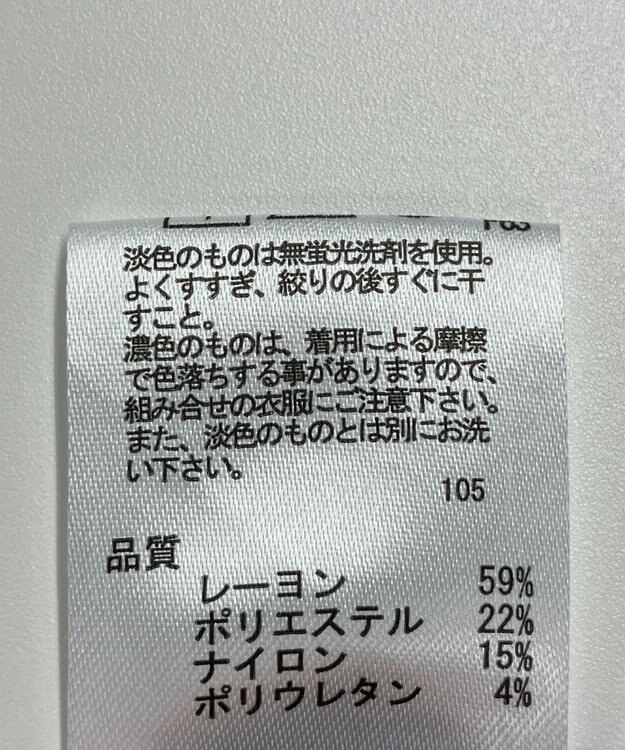 淡色のものは無蛍光洗剤を使用。
よくすすぎ、絞りの後すぐに干
すこと。
濃色のものは、着用による摩擦
で色落ちする事がありますので、
組み合せの衣服にご注意下さい。
また、淡色のものとは別にお洗
い下さい。
105
品質
レーヨン 59%
ポリエステル 22%
ナイロン 15%
ポリウレタン 4%